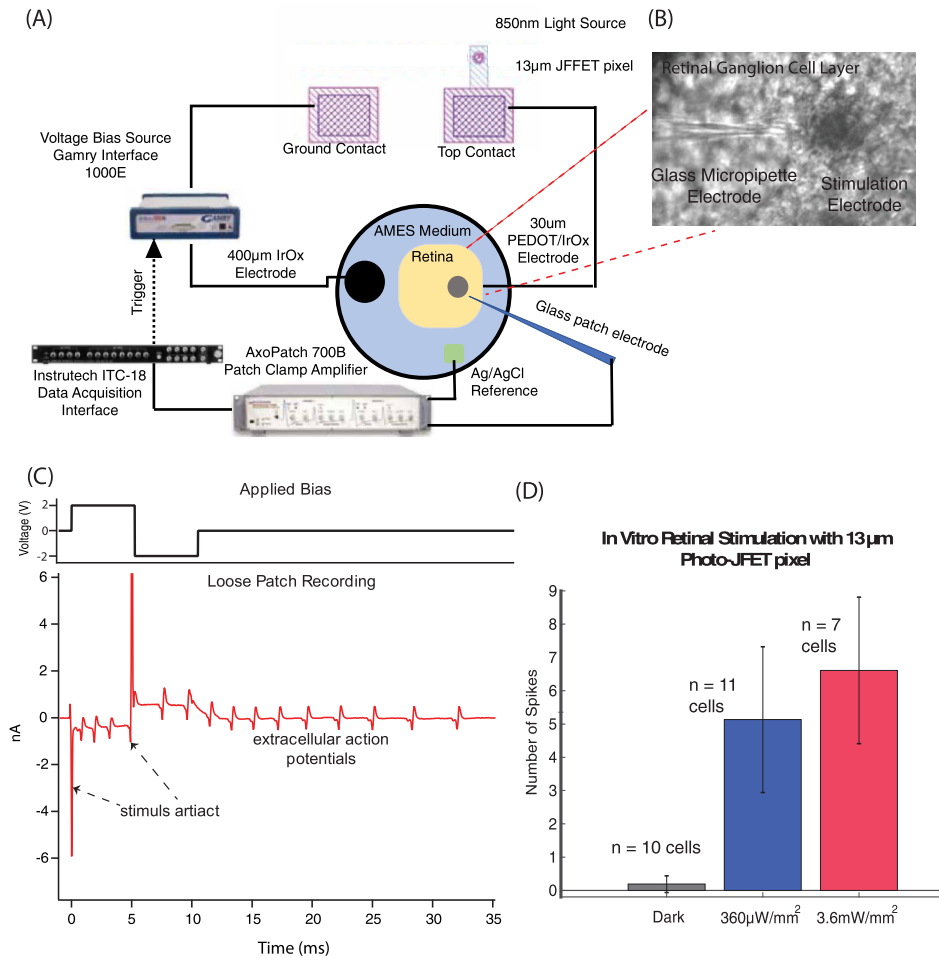 (A)
850nm Light Source
13µm JFFET pixel
Ground Contact
Top Contact
Voltage Bias Source
Gamry Interface
1000E
GAMRY
400µm IrOx
Electrode
AMES Medium
Retina
30um
PEDOT/IrOx
Electrode
Trigger
Glass patch electrode
Instrutech ITC-18
Data Acquisition
Interface
AxoPatch 700B
Patch Clamp Amplifier
Ag/AgCl
Reference
(B)
Retinal Ganglion Cell Layer
Glass Micropipette
Electrode
Stimulation
Electrode
(C)
Applied Bias
Voltage (V)
2
0
-2
Loose Patch Recording
nA
6
4
2
0
-2
-4
-6
extracellular action
potentials
stimuls artiact
0 5 10 15 20 25 30 35
Time (ms)
(D)
In Vitro Retinal Stimulation with 13 µm
Photo-JFET pixel
Number of Spikes
9
8
7
6
5
4
3
2
1
0
n = 10 cells
n = 11
cells
n = 7
cells
Dark 360µW/mm² 3.6mW/mm²